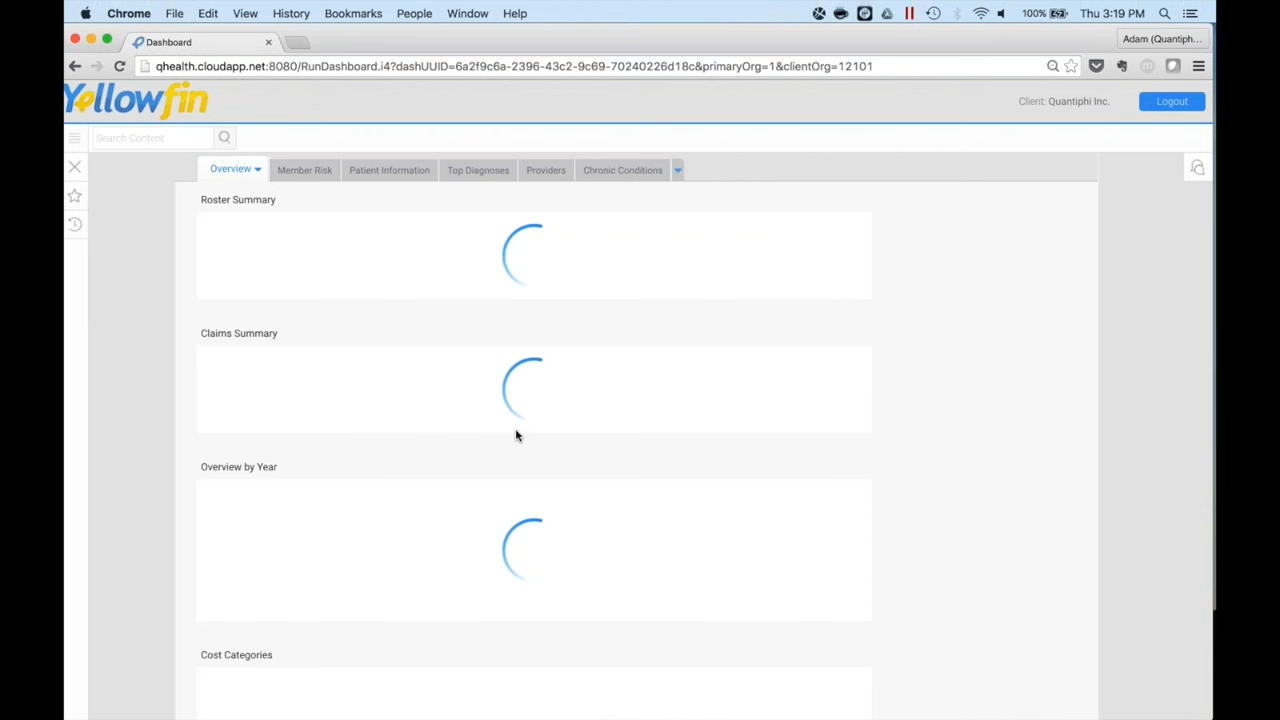 Chrome File Edit View History Bookmarks People Window Help 100% Thu 3:19 PM
Dashboard Adam (Quantiph...
qhealth.cloudapp.net:8080/RunDashboard.i4?dashUUID=6a2f9c6a-2396-43c2-9c69-70240226d18c&primaryOrg=1&clientOrg=12101
Yellowfin Client: Quantiphi Inc. Logout
Search Content
Overview Member Risk Patient Information Top Diagnoses Providers Chronic Conditions
Roster Summary
Claims Summary
Overview by Year
Cost Categories